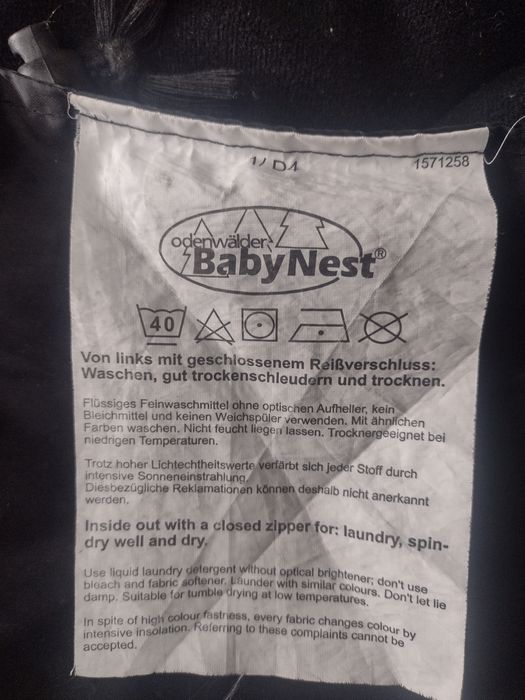 1/ D4
1571258
odenwälder
BabyNest®
40
Von links mit geschlossenem Reißverschluss:
Waschen, gut trockenschleudern und trocknen.
Flüssiges Feinwaschmittel ohne optischen Aufheller, kein
Bleichmittel und keinen Weichspüler verwenden. Mit ähnlichen
Farben waschen. Nicht feucht liegen lassen. Trocknergeeignet bei
niedrigen Temperaturen.
Trotz hoher Lichtechtheitswerte verfärbt sich jeder Stoff durch
intensive Sonneneinstrahlung.
Diesbezügliche Reklamationen können deshalb nicht anerkannt
werden.
Inside out with a closed zipper for: laundry, spin-
dry well and dry.
Use liquid laundry detergent without optical brightener; don't use
bleach and fabric softener. Launder with similar colours. Don't let lie
damp. Suitable for tumble drying at low temperatures.
In spite of high colour fastness, every fabric changes colour by
intensive insolation. Referring to these complaints cannot be
accepted.